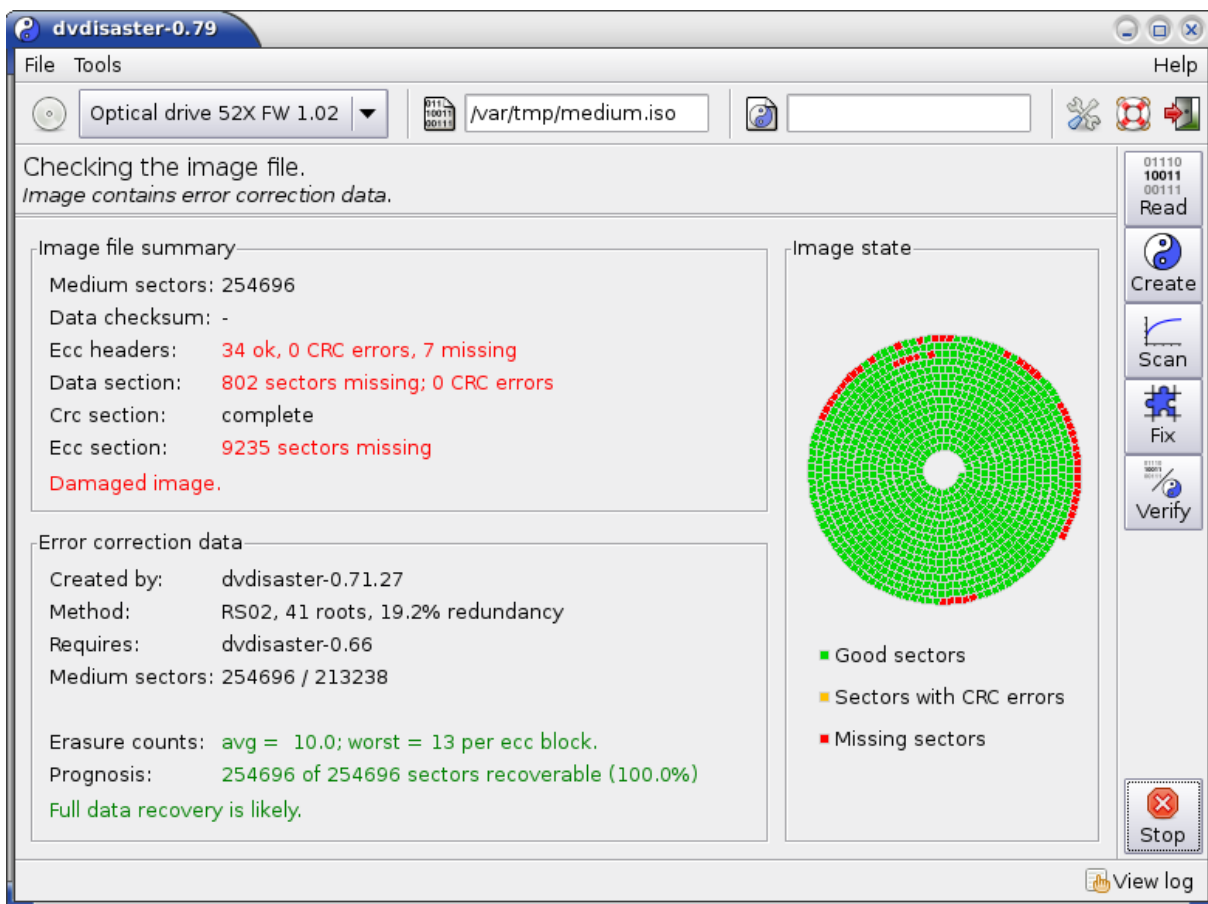 dvdisaster-0.79
File Tools Help
Optical drive 52X FW 1.02 /var/tmp/medium.iso
Checking the image file.
Image contains error correction data.
Image file summary
Medium sectors: 254696
Data checksum: -
Ecc headers: 34 ok, 0 CRC errors, 7 missing
Data section: 802 sectors missing; 0 CRC errors
Crc section: complete
Ecc section: 9235 sectors missing
Damaged image.
Error correction data
Created by: dvdisaster-0.71.27
Method: RS02, 41 roots, 19.2% redundancy
Requires: dvdisaster-0.66
Medium sectors: 254696 / 213238
Erasure counts: avg = 10.0; worst = 13 per ecc block.
Prognosis: 254696 of 254696 sectors recoverable (100.0%)
Full data recovery is likely.
Image state
Good sectors
Sectors with CRC errors
Missing sectors
01110
10011
00111
Read
Create
Scan
Fix
Verify
Stop
View log